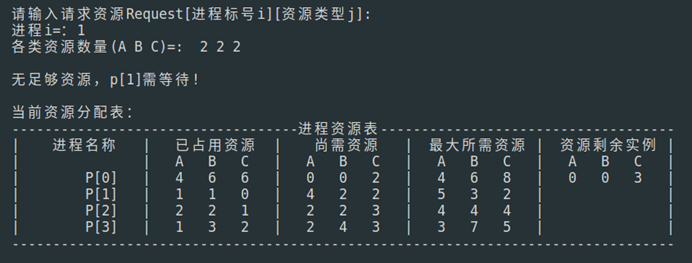 请输入请求资源Request[进程标号i][资源类型j]:
进程i=: 1
各类资源数量(A B C)=:  2 2 2
无足够资源，p[1]需等待！
当前资源分配表：
-----------------------------------进程资源表------------------------------------
|    进程名称    |    已占用资源    |    尚需资源    |    最大所需资源    |    资源剩余实例    |
|    |    A    B    C    |    A    B    C    |    A    B    C    |    A    B    C    |
|    P[0]    |    4    6    6    |    0    0    2    |    4    6    8    |    0    0    3    |
|    P[1]    |    1    1    0    |    4    2    2    |    5    3    2    |    |
|    P[2]    |    2    2    1    |    2    2    3    |    4    4    4    |    |
|    P[3]    |    1    3    2    |    2    4    3    |    3    7    5    |    |
---------------------------------------------------------------------------------